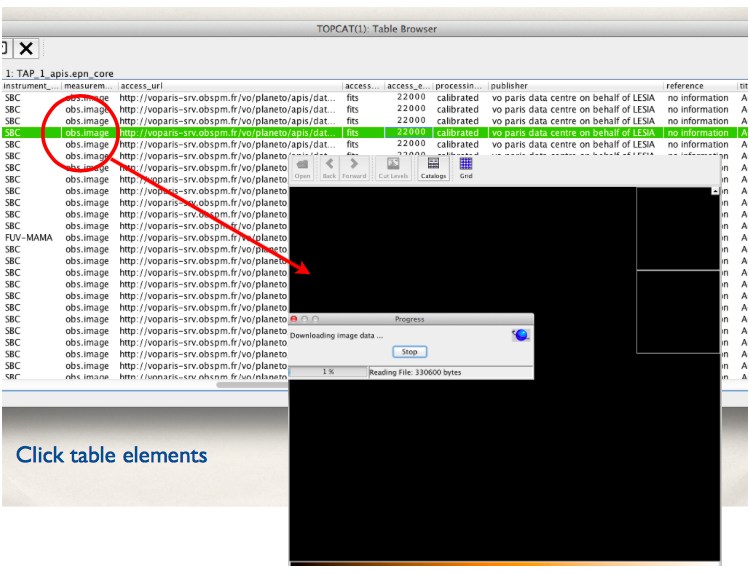 TOPCAT(1): Table Browser
1: TAP_1_apis.epn_core
instrument_... measurem... access_url access... access_e... processin... publisher reference tit
SBC obs.image http://voparis-srv.obspm.fr/vo/planeto/apis/dat... fits 22000 calibrated vo paris data centre on behalf of LESIA no information A
SBC obs.image http://voparis-srv.obspm.fr/vo/planeto/apis/dat... fits 22000 calibrated vo paris data centre on behalf of LESIA no information A
SBC obs.image http://voparis-srv.obspm.fr/vo/planeto/apis/dat... fits 22000 calibrated vo paris data centre on behalf of LESIA no information A
SBC obs.image http://voparis-srv.obspm.fr/vo/planeto/apis/dat... fits 22000 calibrated vo paris data centre on behalf of LESIA no information A
SBC obs.image http://voparis-srv.obspm.fr/vo/planeto/apis/dat... fits 22000 calibrated vo paris data centre on behalf of LESIA no information A
SBC obs.image http://voparis-srv.obspm.fr/vo/planeto/apis/dat... fits 22000 calibrated vo paris data centre on behalf of LESIA no information A
SBC obs.image http://voparis-srv.obspm.fr/vo/planeto n A
Open Back Forward Cut Levels Catalogs Grid
SBC obs.image http://voparis-srv.obspm.fr/vo/planeto n A
SBC obs.image http://voparis-srv.obspm.fr/vo/planeto n A
SBC obs.image http://voparis-srv.obspm.fr/vo/planeto n A
SBC obs.image http://voparis-srv.obspm.fr/vo/planeto n A
SBC obs.image http://voparis-srv.obspm.fr/vo/planeto n A
FUV-MAMA obs.image http://voparis-srv.obspm.fr/vo/planeto n A
SBC obs.image http://voparis-srv.obspm.fr/vo/planeto n A
SBC obs.image http://voparis-srv.obspm.fr/vo/planeto n A
SBC obs.image http://voparis-srv.obspm.fr/vo/planeto n A
SBC obs.image http://voparis-srv.obspm.fr/vo/planeto n A
SBC obs.image http://voparis-srv.obspm.fr/vo/planeto n A
SBC obs.image http://voparis-srv.obspm.fr/vo/planeto n A
SBC obs.image http://voparis-srv.obspm.fr/vo/planeto n A
SBC obs.image http://voparis-srv.obspm.fr/vo/planeto n A
SBC obs.image http://voparis-srv.obspm.fr/vo/planeto n A
SBC obs.image http://voparis-srv.obspm.fr/vo/planeto n A
SBC obs.image http://voparis-srv.obspm.fr/vo/planeto n A
SBC obs.image http://voparis-srv.obspm.fr/vo/planeto n A
Progress
Downloading image data ...
Stop
1 % Reading File: 330600 bytes
Click table elements